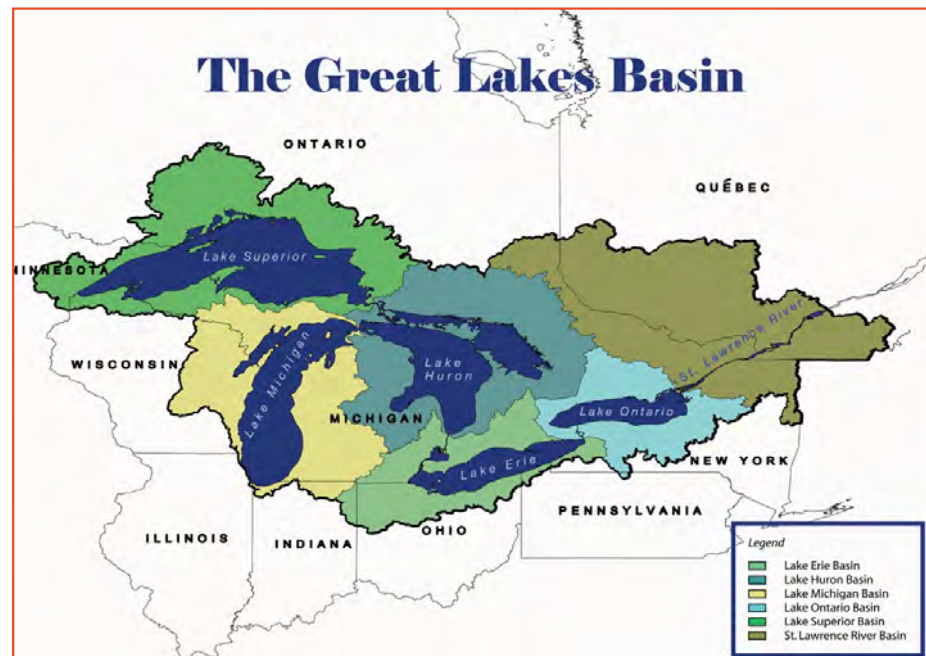 The Great Lakes Basin
ONTARIO
QUÉBEC
Lake Superior
MINNESOTA
St. Lawrence River
WISCONSIN
Lake Michigan
Lake
Huron
MICHIGAN
Lake Ontario
Lake Erie
NEW YORK
PENNSYLVANIA
OHIO
ILLINOIS
INDIANA
Legend
Lake Erie Basin
Lake Huron Basin
Lake Michigan Basin
Lake Ontario Basin
Lake Superior Basin
St. Lawrence River Basin